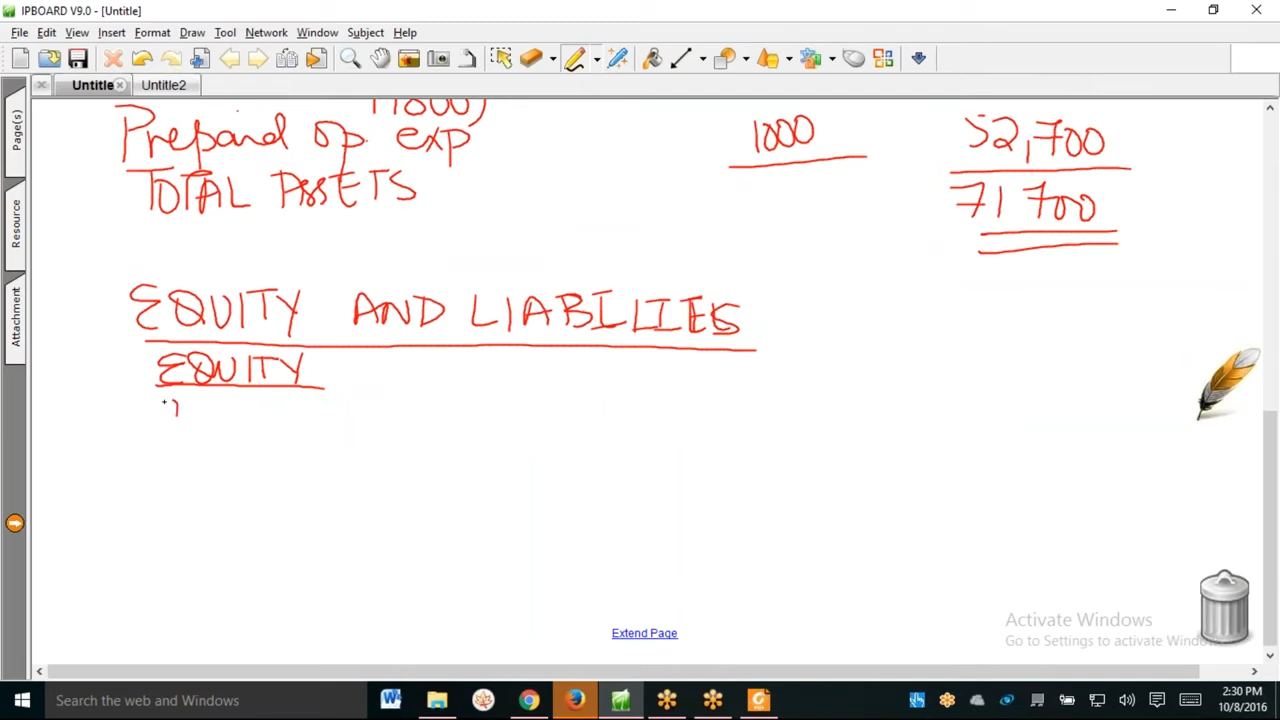 IPBOARD V9.0 - [Untitle]
File Edit View Insert Format Draw Tool Network Window Subject Help
Untitle Untitle2
Page(s)
Resource
Attachment
Prepaid op. exp 1000 52,700
TOTAL ASSETS 71 700
EQUITY AND LIABILIIES
EQUITY
Extend Page
Activate Windows
Go to Settings to activate Windows
Search the web and Windows
2:30 PM
10/8/2016